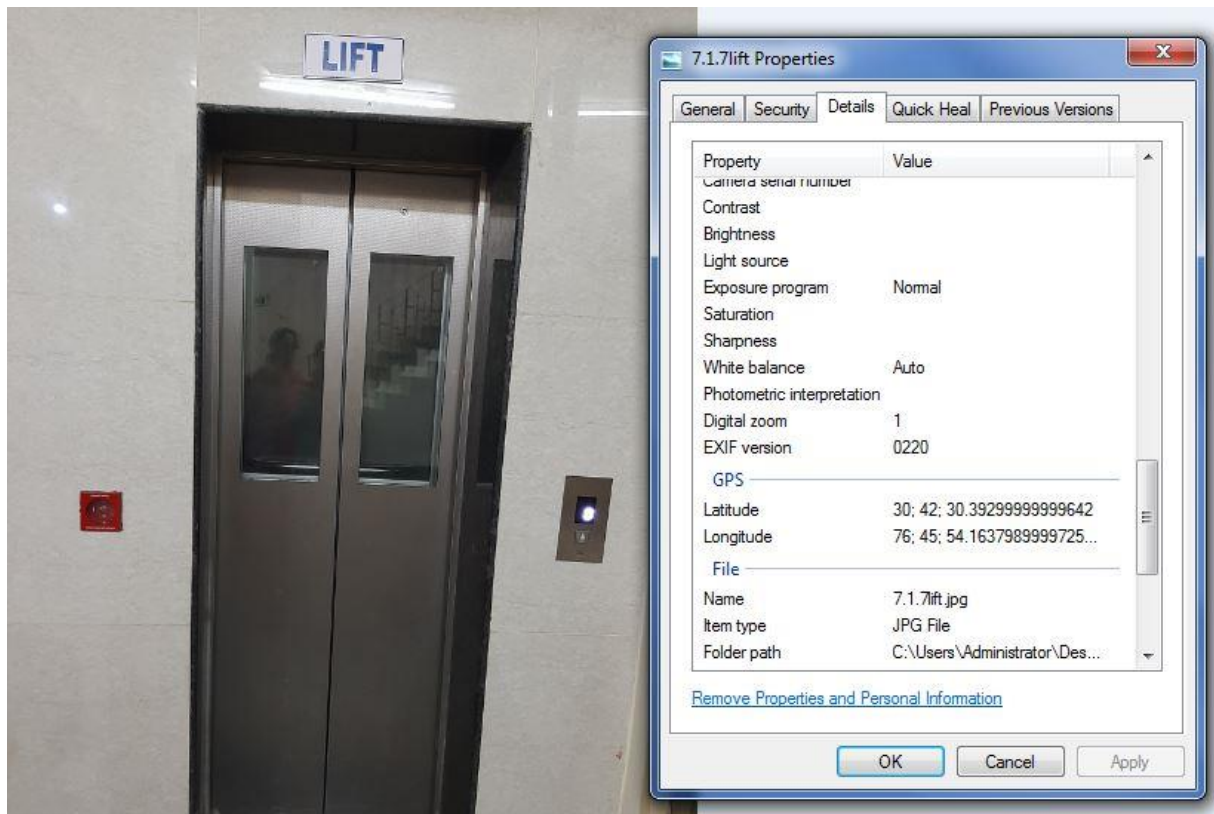 LIFT
7.1.7lift Properties
General Security Details Quick Heal Previous Versions
Property Value
Camera serial number
Contrast
Brightness
Light source
Exposure program Normal
Saturation
Sharpness
White balance Auto
Photometric interpretation
Digital zoom 1
EXIF version 0220
GPS
Latitude 30; 42; 30.39299999999642
Longitude 76; 45; 54.1637989999725...
File
Name 7.1.7lift.jpg
Item type JPG File
Folder path C:\Users\Administrator\Des...
Remove Properties and Personal Information
OK Cancel Apply